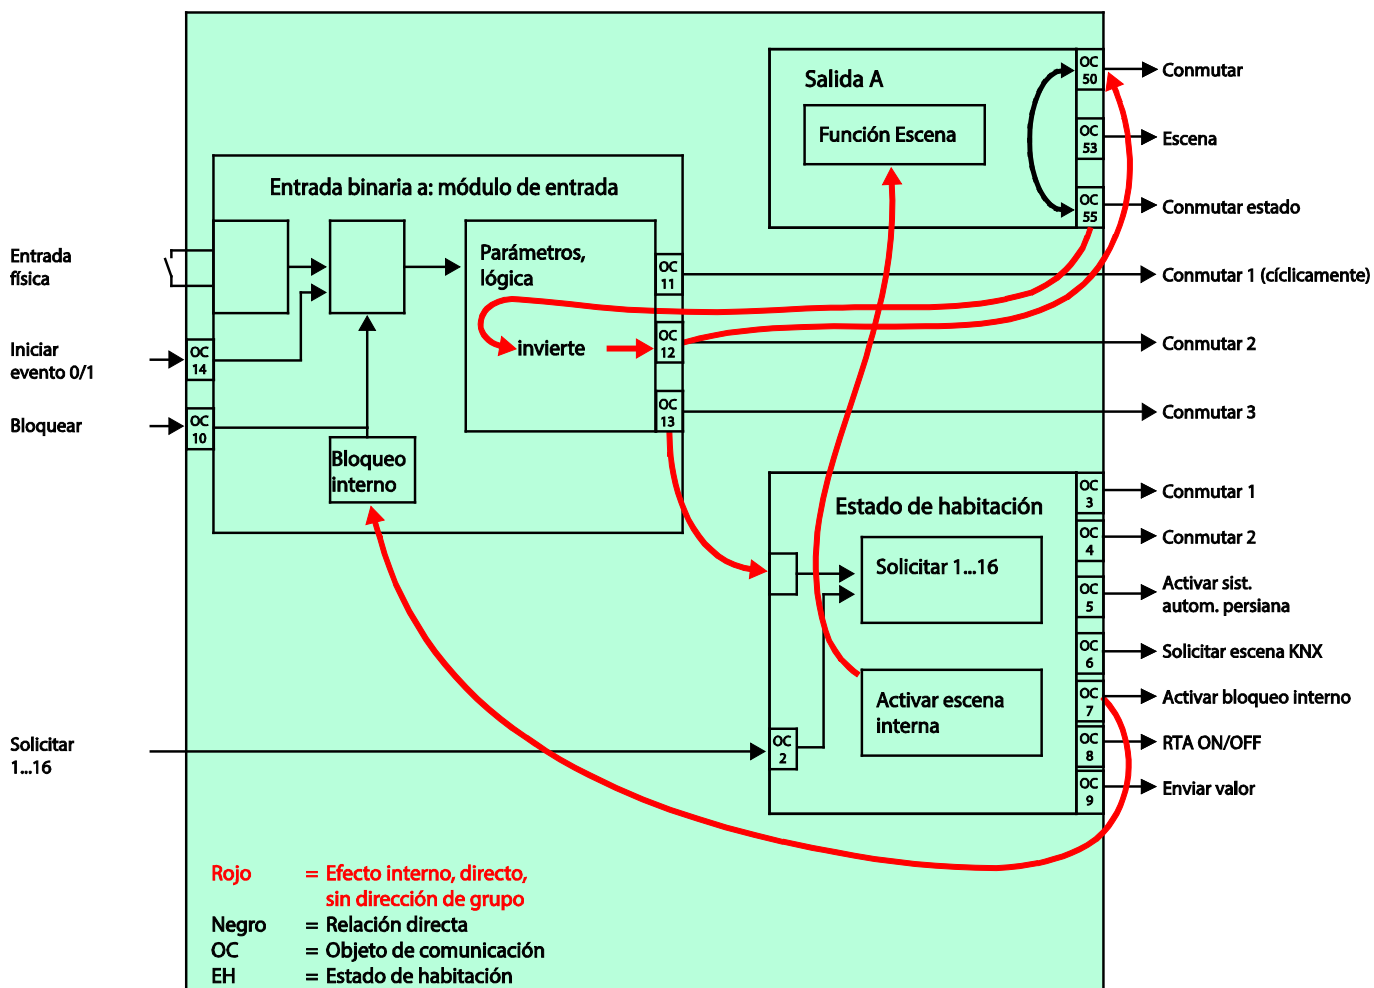 Salida A
Función Escena
OC
50
Conmutar
OC
53
Escena
OC
55
Conmutar estado
Entrada binaria a: módulo de entrada
Entrada
física
Parámetros,
lógica
invierte
OC
11
Conmutar 1 (cíclicamente)
OC
12
Conmutar 2
OC
13
Conmutar 3
Iniciar
evento 0/1
OC
14
Bloquear
OC
10
Bloqueo
interno
Estado de habitación
Solicitar 1...16
Activar escena
interna
OC
3
Conmutar 1
OC
4
Conmutar 2
OC
5
Activar sist.
autom. persiana
OC
6
Solicitar escena KNX
OC
7
Activar bloqueo interno
OC
8
RTA ON/OFF
OC
9
Enviar valor
Solicitar
1...16
OC
2
Rojo = Efecto interno, directo,
sin dirección de grupo
Negro = Relación directa
OC = Objeto de comunicación
EH = Estado de habitación